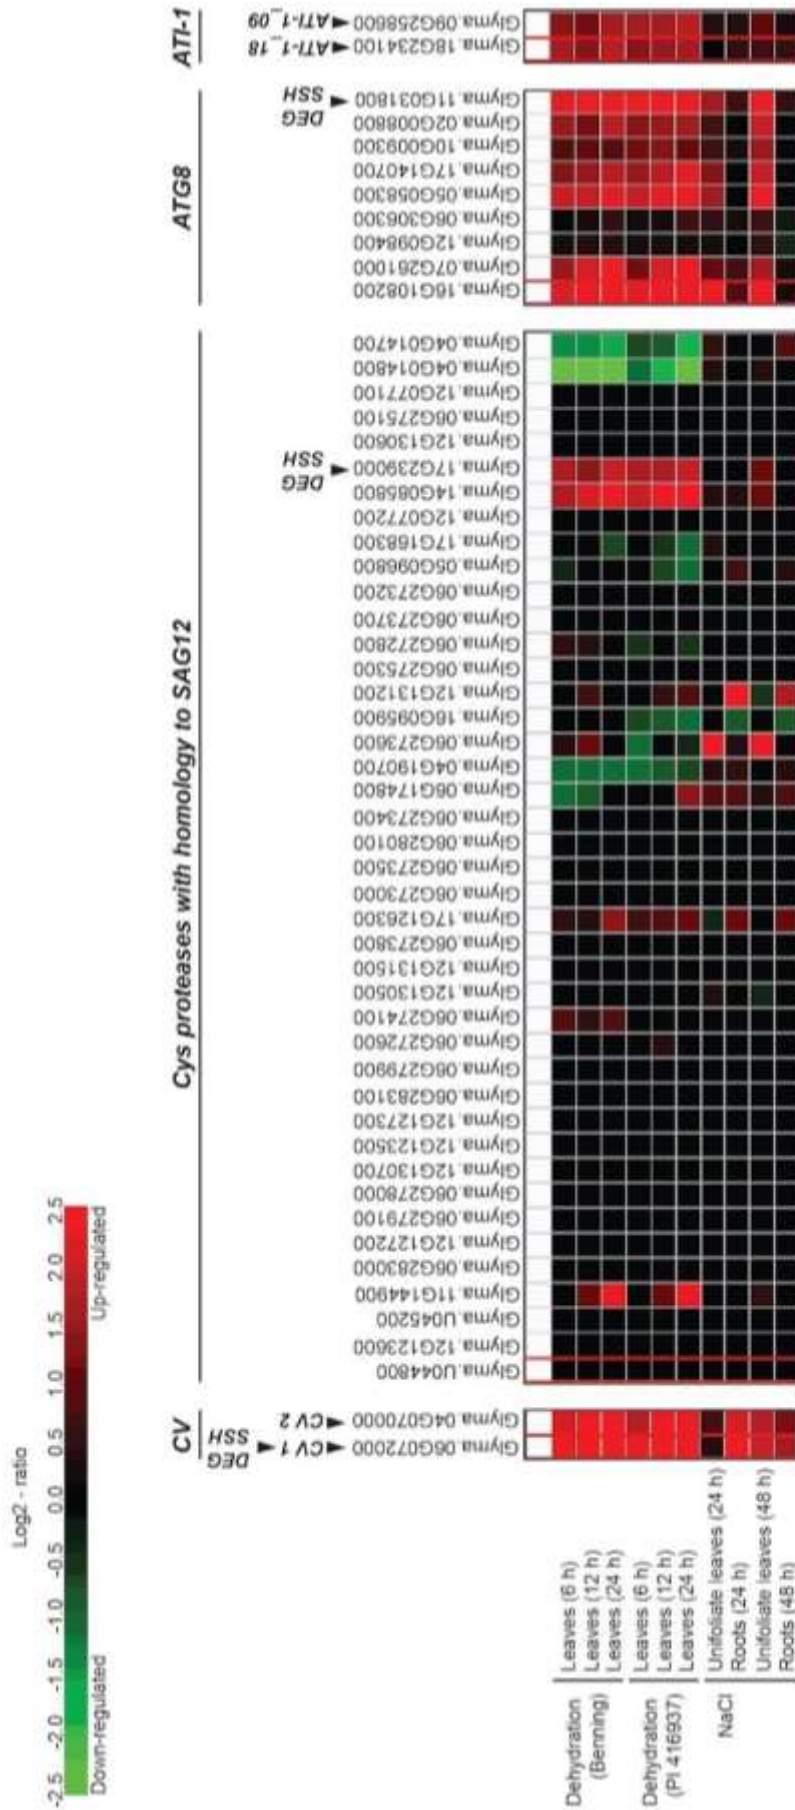 ATI-1
ATI-1_09 Glyma.09G258600
ATI-1_18 Glyma.18G234100
ATG8
DEG
SSH
Glyma.11G031800
Glyma.02G008800
Glyma.10G009300
Glyma.17G140700
Glyma.05G058300
Glyma.06G306300
Glyma.12G098400
Glyma.07G261000
Glyma.16G108200
Cys proteases with homology to SAG12
Glyma.04G014700
Glyma.04G014800
Glyma.12G077100
Glyma.06G275100
Glyma.12G130600
DEG
SSH
Glyma.17G239000
Glyma.14G085800
Glyma.12G077200
Glyma.17G168300
Glyma.05G096800
Glyma.06G273200
Glyma.06G273700
Glyma.06G272800
Glyma.06G275300
Glyma.12G131200
Glyma.16G095900
Glyma.06G273600
Glyma.04G190700
Glyma.06G174800
Glyma.06G273400
Glyma.06G280100
Glyma.06G273500
Glyma.06G273000
Glyma.17G126300
Glyma.06G273800
Glyma.12G131500
Glyma.12G130500
Glyma.06G274100
Glyma.06G272600
Glyma.06G279900
Glyma.06G283100
Glyma.12G127300
Glyma.12G123500
Glyma.12G130700
Glyma.06G278000
Glyma.06G279100
Glyma.12G127200
Glyma.06G283000
Glyma.11G144900
Glyma.U045200
Glyma.12G123600
Glyma.U044800
CV
DEG
SSH
CV 2 Glyma.04G070000
CV 1 Glyma.06G072000
Log2 - ratio
-2.5 -2.0 -1.5 -1.0 -0.5 0.0 0.5 1.0 1.5 2.0 2.5
Down-regulated Up-regulated
Dehydration
(Benning)
Leaves (6 h)
Leaves (12 h)
Leaves (24 h)
Dehydration
(PI 416937)
Leaves (6 h)
Leaves (12 h)
Leaves (24 h)
NaCl
Unifoliate leaves (24 h)
Roots (24 h)
Unifoliate leaves (48 h)
Roots (48 h)